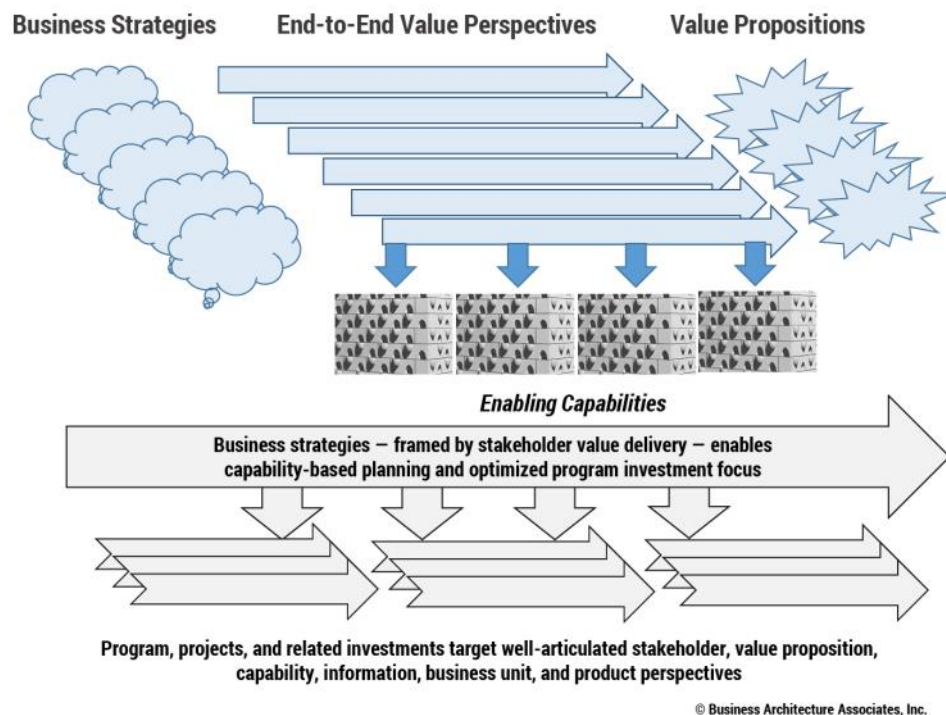 Business Strategies
End-to-End Value Perspectives
Value Propositions
Enabling Capabilities
Business strategies – framed by stakeholder value delivery – enables
capability-based planning and optimized program investment focus
Program, projects, and related investments target well-articulated stakeholder, value proposition,
capability, information, business unit, and product perspectives
© Business Architecture Associates, Inc.